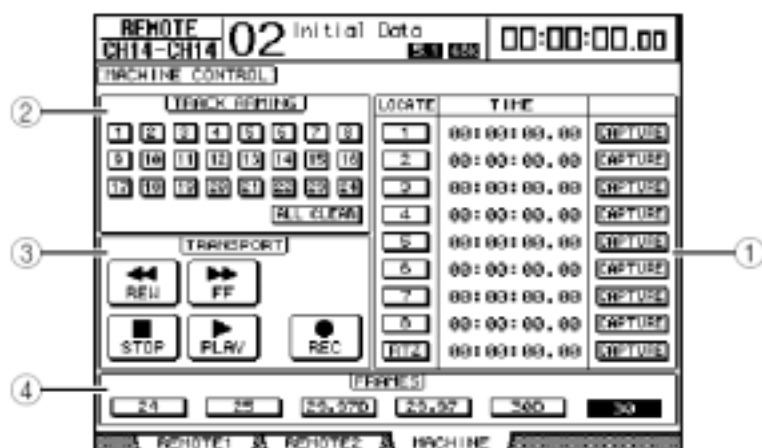 REMOTE
CH14-CH14
02
Initial Data
5.1 48K
00:00:00.00
MACHINE CONTROL
2
TRACK ARMING
1 2 3 4 5 6 7 8
9 10 11 12 13 14 15 16
17 18 19 20 21 22 23 24
ALL CLEAR
LOCATE TIME
1 00:00:00.00 CAPTURE
2 00:00:00.00 CAPTURE
3 00:00:00.00 CAPTURE
4 00:00:00.00 CAPTURE
5 00:00:00.00 CAPTURE
6 00:00:00.00 CAPTURE
7 00:00:00.00 CAPTURE
8 00:00:00.00 CAPTURE
RTZ 00:00:00.00 CAPTURE
1
3
TRANSPORT
REW FF
STOP PLAY REC
4
FRAMES
24 25 29.97D 29.97 30D 30
REMOTE1 REMOTE2 MACHINE